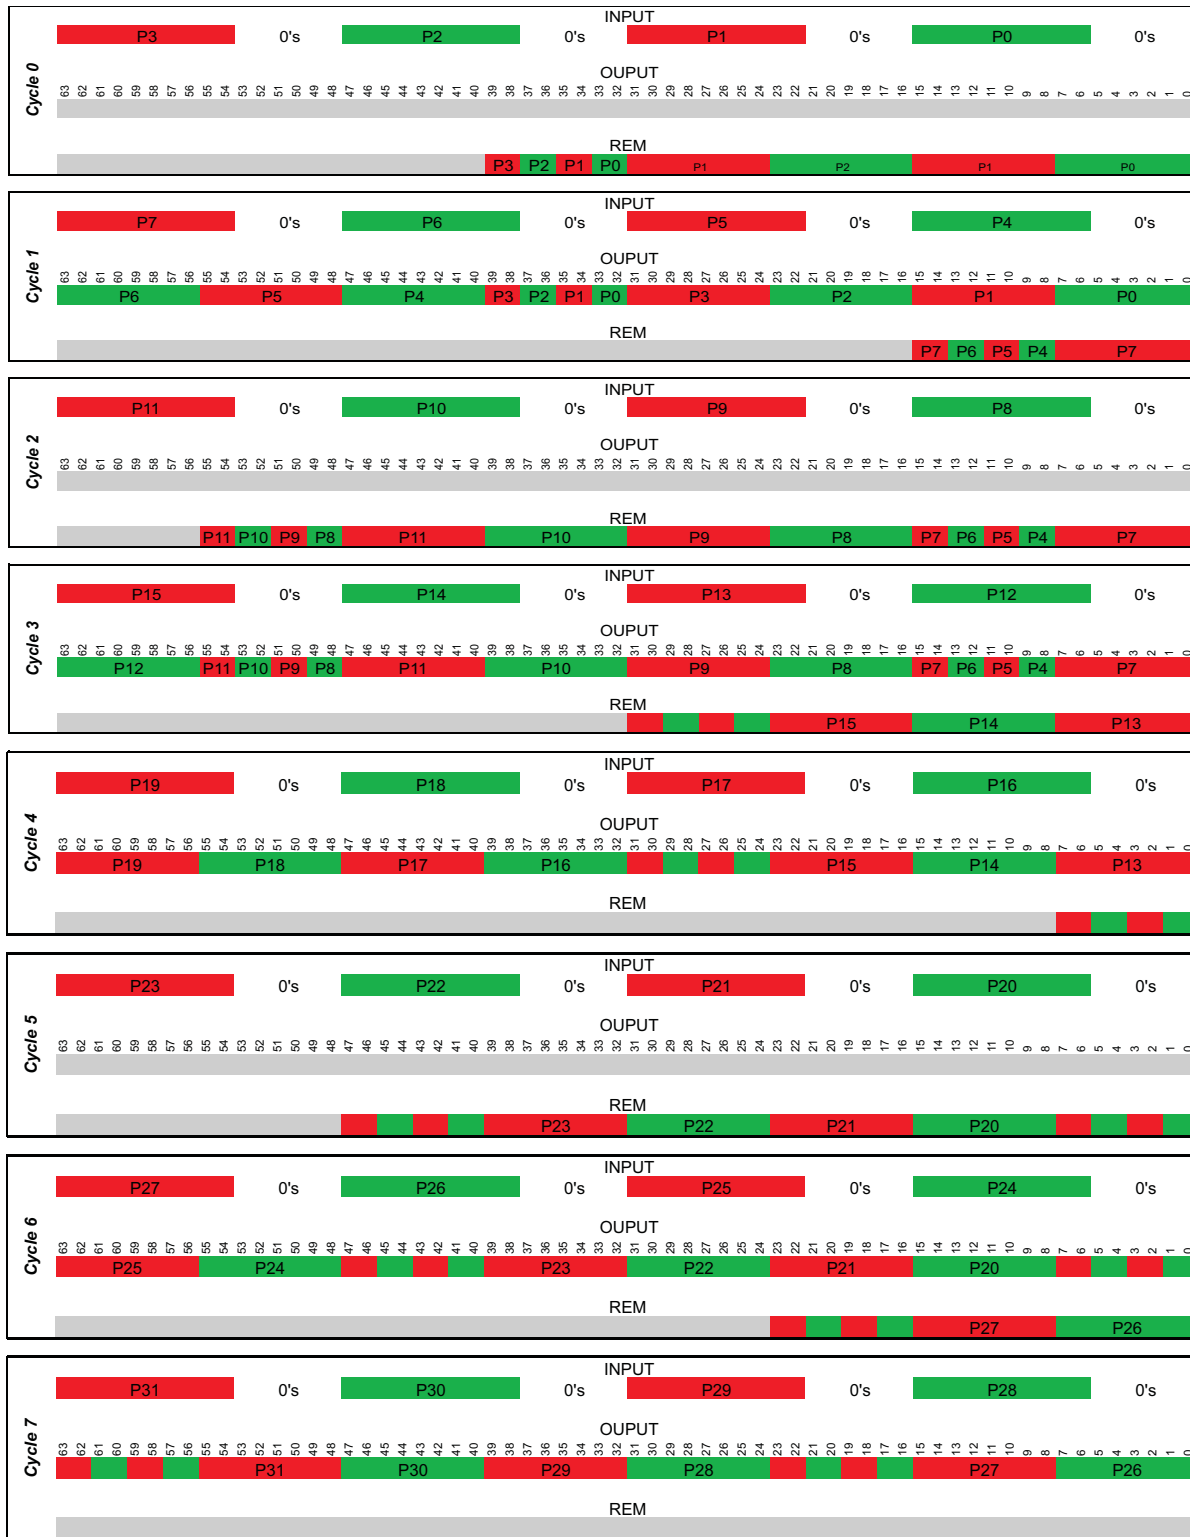 INPUT
P3 0's P2 0's P1 0's P0 0's
Cycle 0
OUPUT
63 62 61 60 59 58 57 56 55 54 53 52 51 50 49 48 47 46 45 44 43 42 41 40 39 38 37 36 35 34 33 32 31 30 29 28 27 26 25 24 23 22 21 20 19 18 17 16 15 14 13 12 11 10 9 8 7 6 5 4 3 2 1 0
REM
P3 P2 P1 P0 P1 P2 P1 P0
INPUT
P7 0's P6 0's P5 0's P4 0's
Cycle 1
OUPUT
63 62 61 60 59 58 57 56 55 54 53 52 51 50 49 48 47 46 45 44 43 42 41 40 39 38 37 36 35 34 33 32 31 30 29 28 27 26 25 24 23 22 21 20 19 18 17 16 15 14 13 12 11 10 9 8 7 6 5 4 3 2 1 0
P6 P5 P4 P3 P2 P1 P0 P3 P2 P1 P0
REM
P7 P6 P5 P4 P7
INPUT
P11 0's P10 0's P9 0's P8 0's
Cycle 2
OUPUT
63 62 61 60 59 58 57 56 55 54 53 52 51 50 49 48 47 46 45 44 43 42 41 40 39 38 37 36 35 34 33 32 31 30 29 28 27 26 25 24 23 22 21 20 19 18 17 16 15 14 13 12 11 10 9 8 7 6 5 4 3 2 1 0
REM
P11 P10 P9 P8 P11 P10 P9 P8 P7 P6 P5 P4 P7
INPUT
P15 0's P14 0's P13 0's P12 0's
Cycle 3
OUPUT
63 62 61 60 59 58 57 56 55 54 53 52 51 50 49 48 47 46 45 44 43 42 41 40 39 38 37 36 35 34 33 32 31 30 29 28 27 26 25 24 23 22 21 20 19 18 17 16 15 14 13 12 11 10 9 8 7 6 5 4 3 2 1 0
P12 P11 P10 P9 P8 P11 P10 P9 P8 P7 P6 P5 P4 P7
REM
P15 P14 P13
INPUT
P19 0's P18 0's P17 0's P16 0's
Cycle 4
OUPUT
63 62 61 60 59 58 57 56 55 54 53 52 51 50 49 48 47 46 45 44 43 42 41 40 39 38 37 36 35 34 33 32 31 30 29 28 27 26 25 24 23 22 21 20 19 18 17 16 15 14 13 12 11 10 9 8 7 6 5 4 3 2 1 0
P19 P18 P17 P16 P15 P14 P13
REM
INPUT
P23 0's P22 0's P21 0's P20 0's
Cycle 5
OUPUT
63 62 61 60 59 58 57 56 55 54 53 52 51 50 49 48 47 46 45 44 43 42 41 40 39 38 37 36 35 34 33 32 31 30 29 28 27 26 25 24 23 22 21 20 19 18 17 16 15 14 13 12 11 10 9 8 7 6 5 4 3 2 1 0
REM
P23 P22 P21 P20
INPUT
P27 0's P26 0's P25 0's P24 0's
Cycle 6
OUPUT
63 62 61 60 59 58 57 56 55 54 53 52 51 50 49 48 47 46 45 44 43 42 41 40 39 38 37 36 35 34 33 32 31 30 29 28 27 26 25 24 23 22 21 20 19 18 17 16 15 14 13 12 11 10 9 8 7 6 5 4 3 2 1 0
P25 P24 P23 P22 P21 P20
REM
P27 P26
INPUT
P31 0's P30 0's P29 0's P28 0's
Cycle 7
OUPUT
63 62 61 60 59 58 57 56 55 54 53 52 51 50 49 48 47 46 45 44 43 42 41 40 39 38 37 36 35 34 33 32 31 30 29 28 27 26 25 24 23 22 21 20 19 18 17 16 15 14 13 12 11 10 9 8 7 6 5 4 3 2 1 0
P31 P30 P29 P28 P27 P26
REM